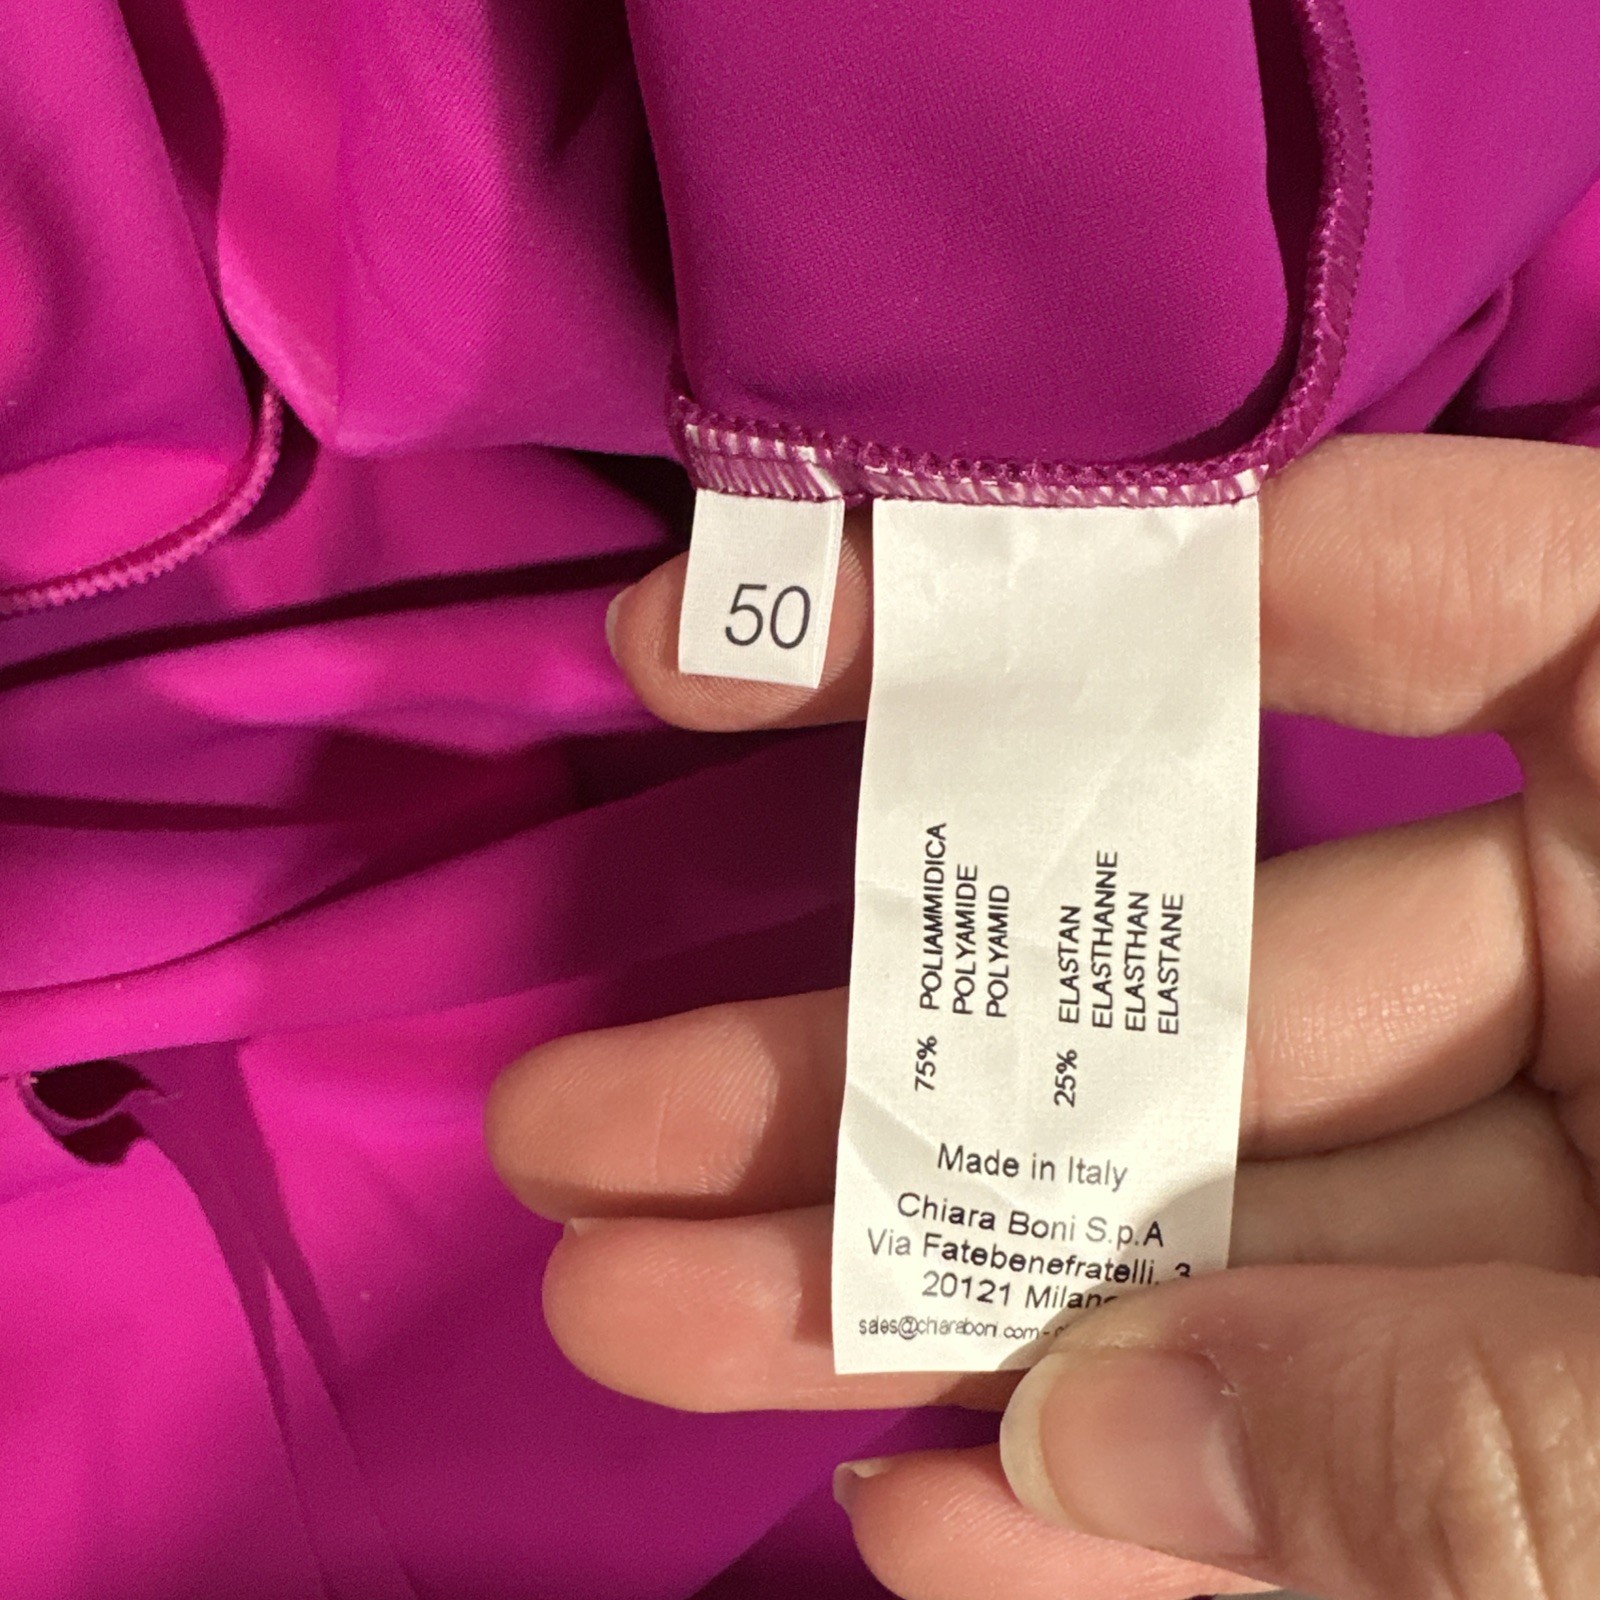 50
75% POLIAMMIDICA
POLYAMIDE
POLYAMID
25% ELASTAN
ELASTHANNE
ELASTHAN
ELASTANE
Made in Italy
Chiara Boni S.p.A
Via Fatebenefratelli, 3
20121 Milano
sales@chiaraboni.com -